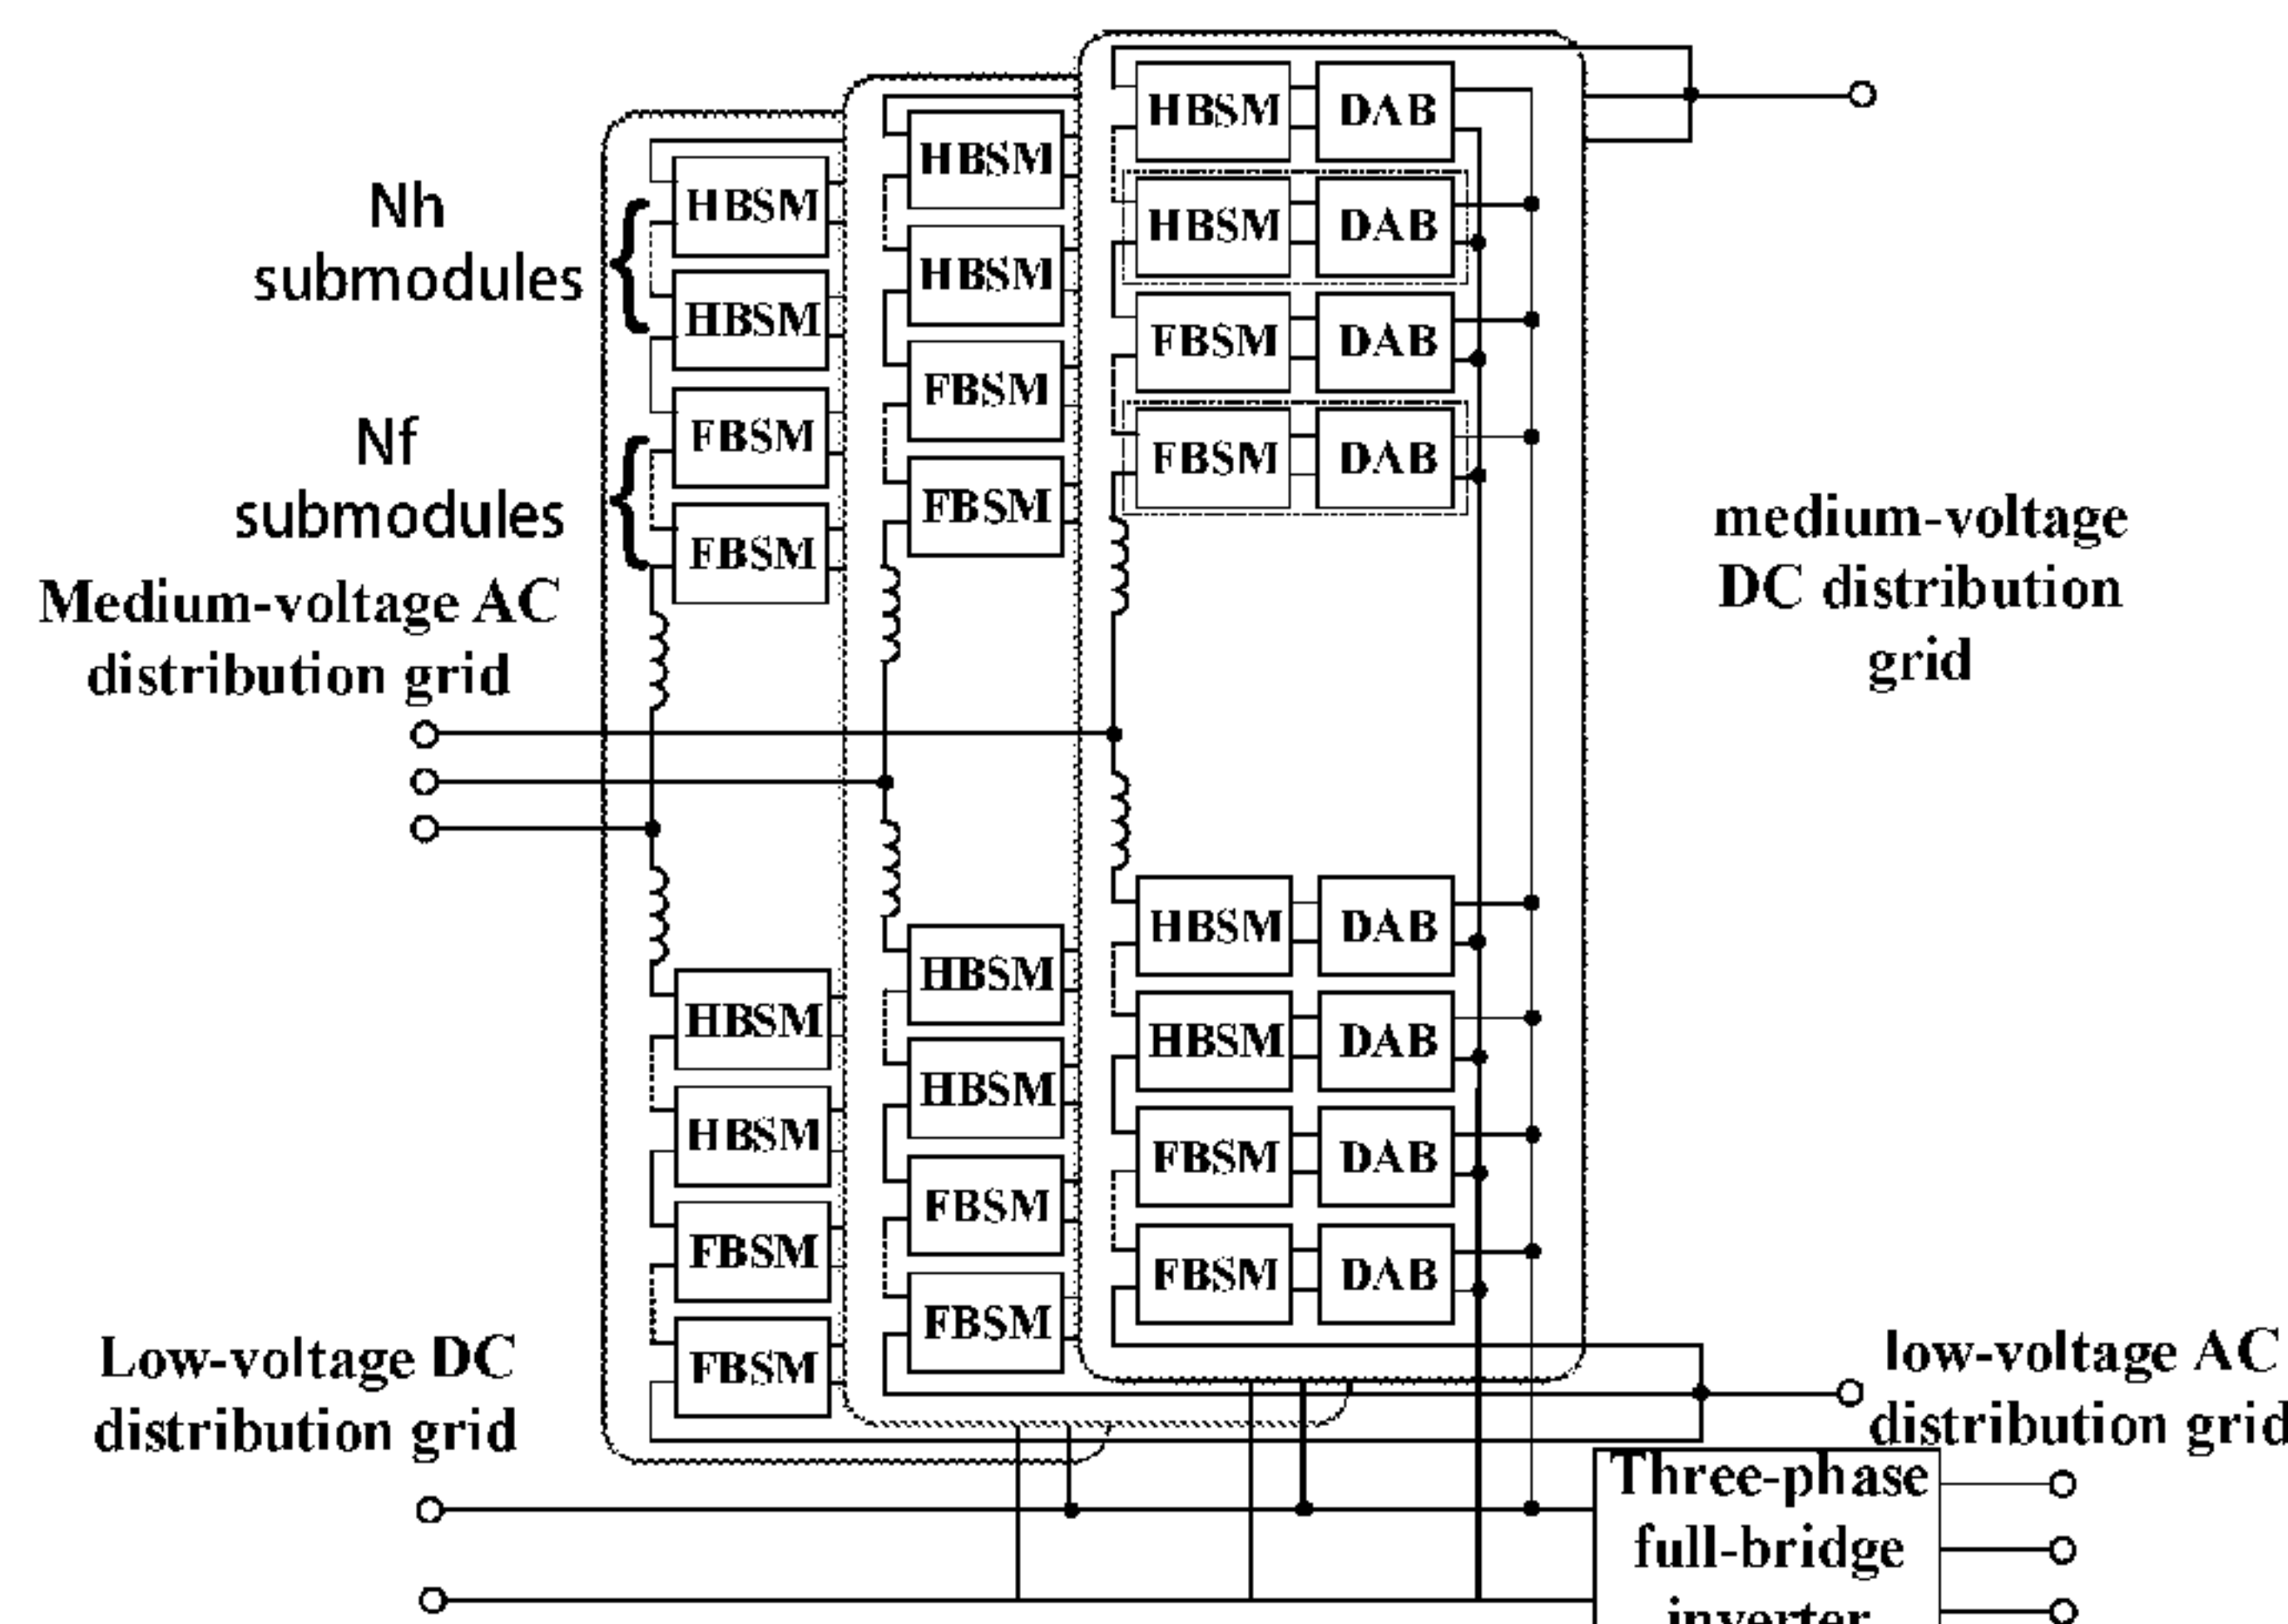 HBSM DAB
HBSM
HBSM
Nh
submodules
HBSM DAB
HBSM
HBSM
FBSM DAB
FBSM
FBSM
Nf
submodules
FBSM DAB
FBSM
FBSM
medium-voltage
DC distribution
grid
Medium-voltage AC
distribution grid
HBSM DAB
HBSM
HBSM
HBSM DAB
HBSM
HBSM
FBSM DAB
FBSM
FBSM
FBSM DAB
FBSM
FBSM
Low-voltage DC
distribution grid
low-voltage AC
distribution grid
Three-phase
full-bridge
inverter